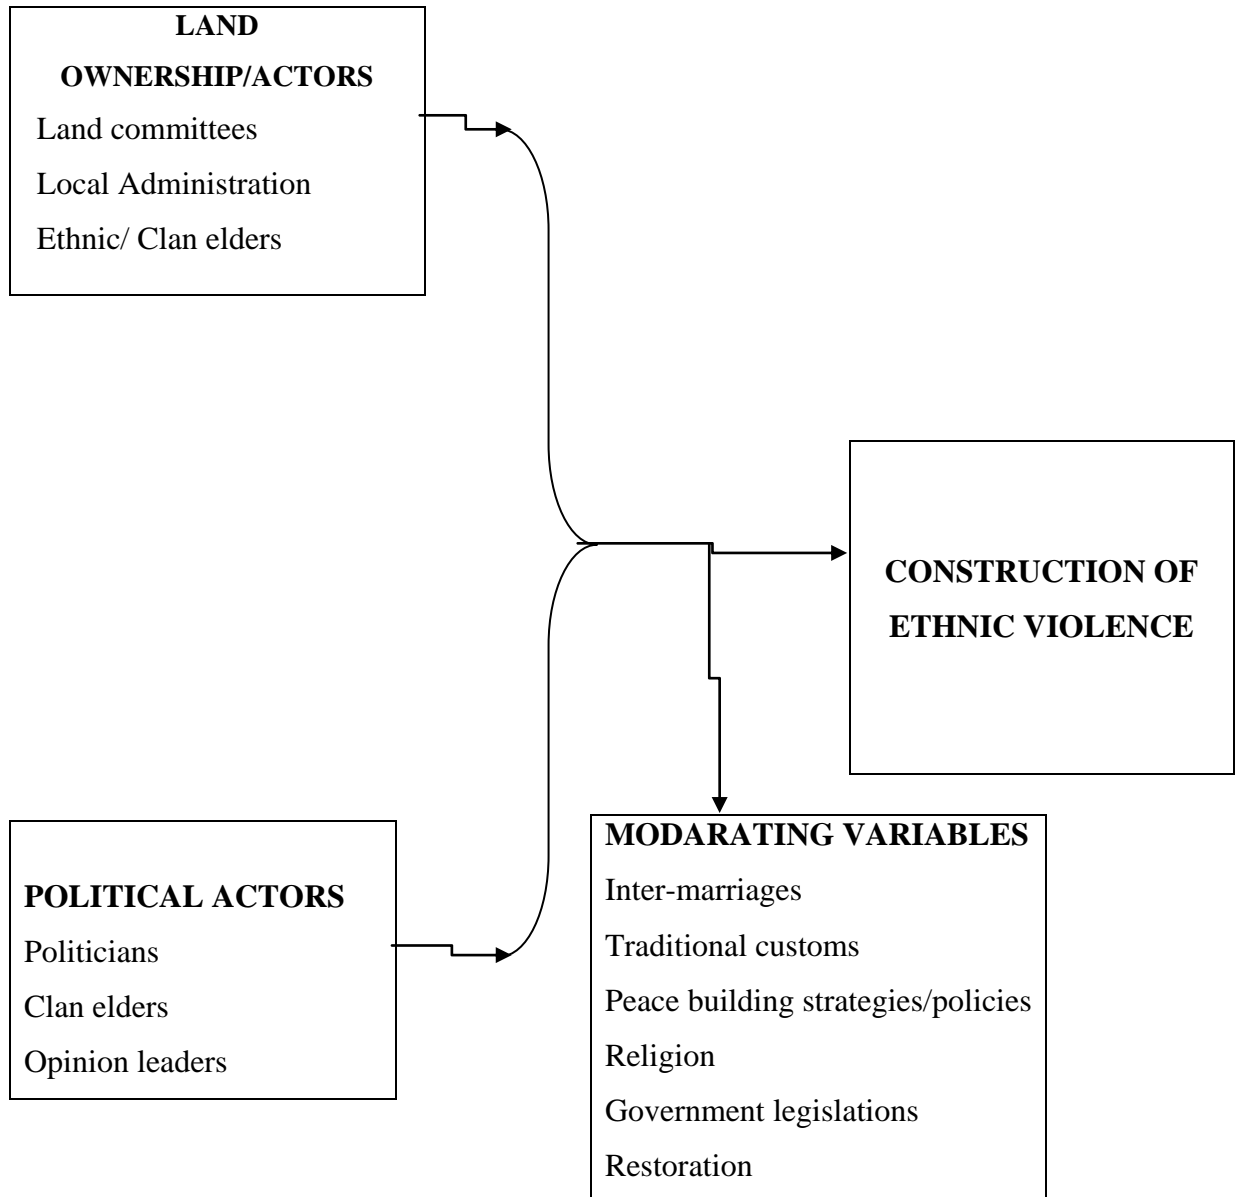 LAND
OWNERSHIP/ACTORS
Land committees
Local Administration
Ethnic/ Clan elders
CONSTRUCTION OF
ETHNIC VIOLENCE
POLITICAL ACTORS
Politicians
Clan elders
Opinion leaders
MODARATING VARIABLES
Inter-marriages
Traditional customs
Peace building strategies/policies
Religion
Government legislations
Restoration